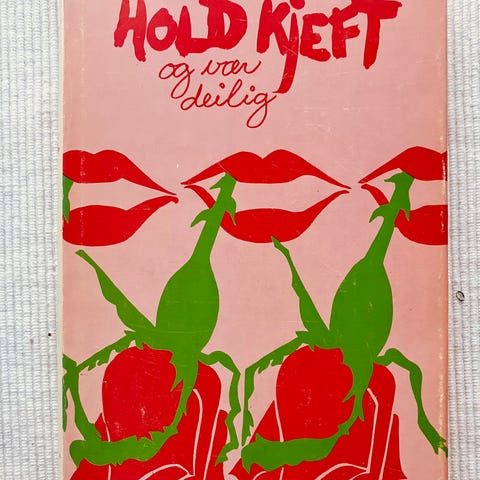 HOLD KJEFT
og vær
deilig